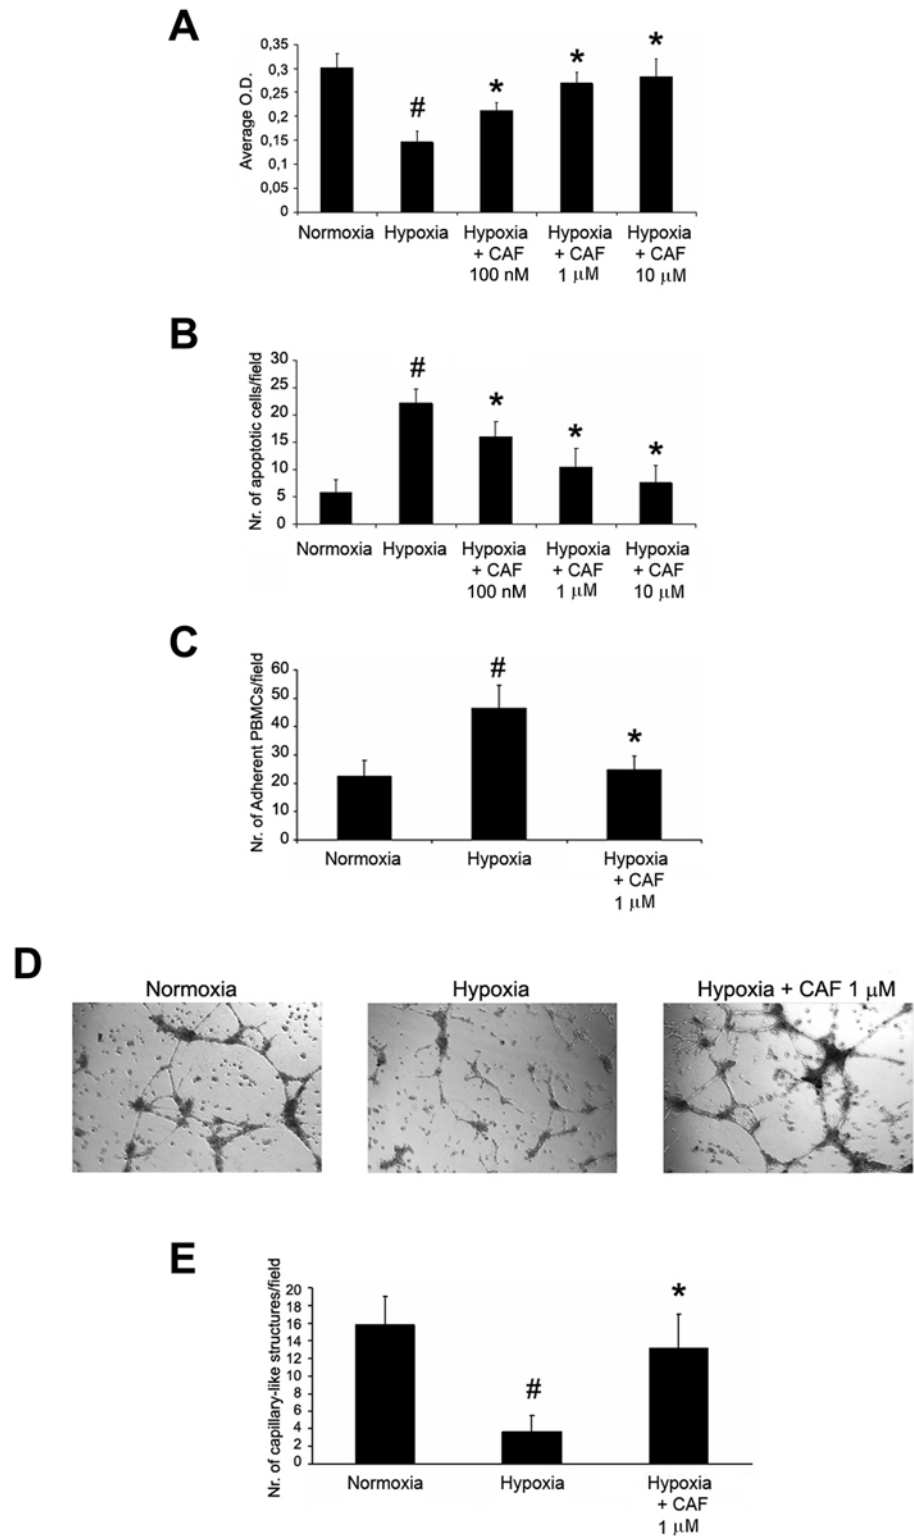 A
Average O.D.
0,35
0,3
0,25
0,2
0,15
0,1
0,05
0
#
*
*
*
Normoxia Hypoxia Hypoxia Hypoxia Hypoxia
+ CAF + CAF + CAF
100 nM 1 µM 10 µM
B
Nr. of apoptotic cells/field
30
25
20
15
10
5
0
#
*
*
*
Normoxia Hypoxia Hypoxia Hypoxia Hypoxia
+ CAF + CAF + CAF
100 nM 1 µM 10 µM
C
Nr. of Adherent PBMCs/field
60
50
40
30
20
10
0
#
*
Normoxia Hypoxia Hypoxia
+ CAF
1 µM
D
Normoxia Hypoxia Hypoxia + CAF 1 µM
E
Nr. of capillary-like structures/field
20
18
16
14
12
10
8
6
4
2
0
#
*
Normoxia Hypoxia Hypoxia
+ CAF
1 µM